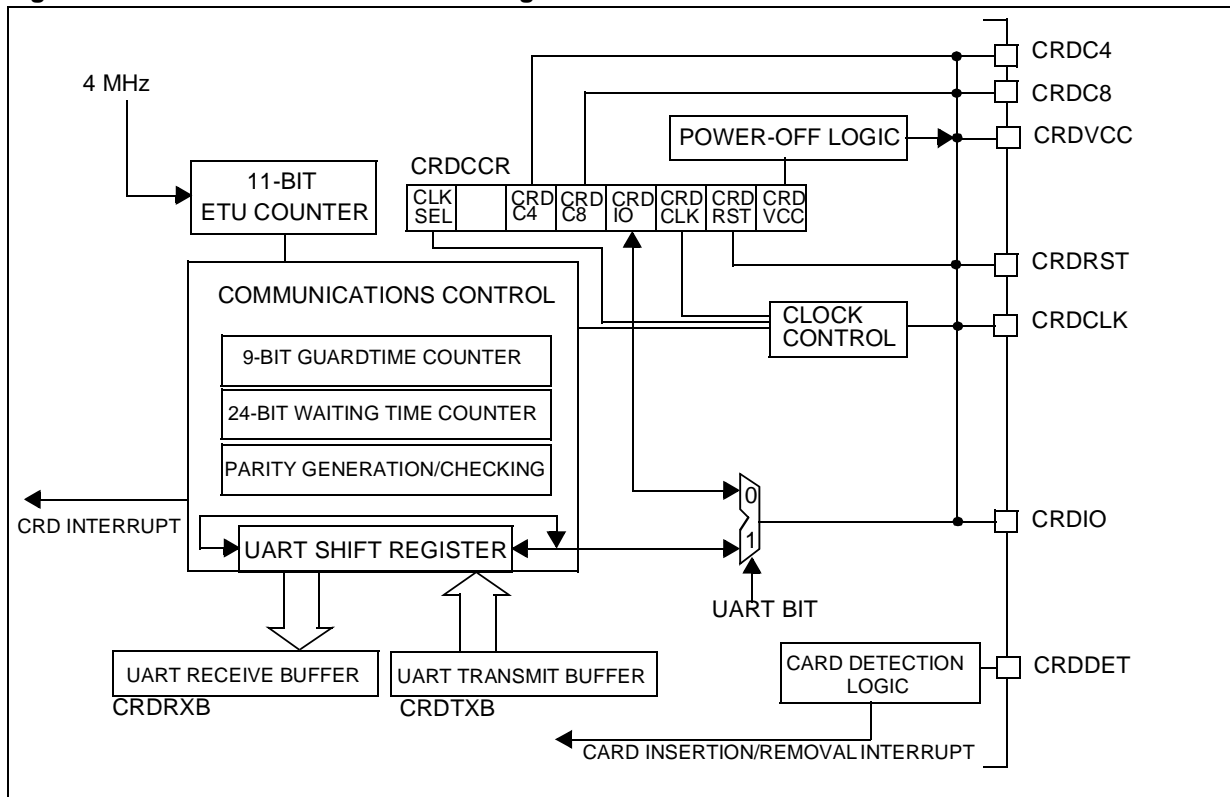 CRDC4
4 MHz
CRDC8
POWER-OFF LOGIC
CRDVCC
CRDCCR
11-BIT
ETU COUNTER
CLK
SEL
CRD
C4
CRD
C8
CRD
IO
CRD
CLK
CRD
RST
CRD
VCC
CRDRST
COMMUNICATIONS CONTROL
CLOCK
CONTROL
CRDCLK
9-BIT GUARDTIME COUNTER
24-BIT WAITING TIME COUNTER
PARITY GENERATION/CHECKING
0
CRD INTERRUPT
CRDIO
UART SHIFT REGISTER
1
UART BIT
UART RECEIVE BUFFER
UART TRANSMIT BUFFER
CARD DETECTION
LOGIC
CRDDET
CRDRXB
CRDTXB
CARD INSERTION/REMOVAL INTERRUPT